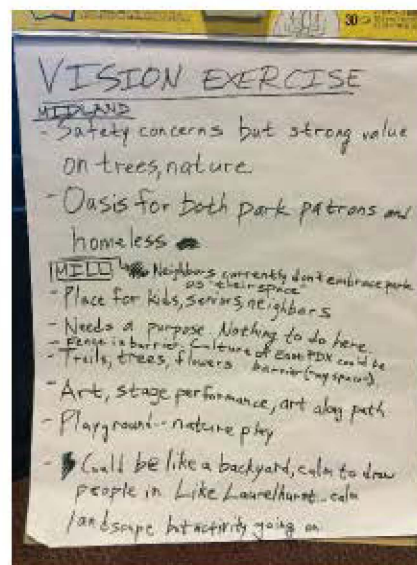 30
VISION EXERCISE
MIDLAND
- Safety concerns but strong value
on trees, nature
- Oasis for both park patrons and
homeless
MILL Neighbors currently don't embrace park
as "their space"
- Place for kids, seniors, neighbors
- Needs a purpose. Nothing to do here.
- Fence is barrier. Culture of East PDX could be
barrier (my space).
- Trails, trees, flowers
- Art, stage performance, art along path
- Playground - nature play
- Could be like a backyard, calm to draw
people in. Like Laurelhurst - calm
landscape but activity going on